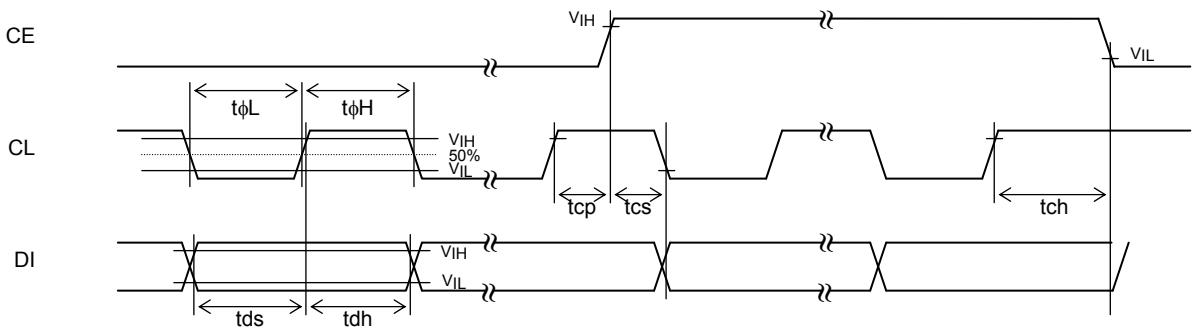 CE
VIH
VIL
tϕL
tϕH
CL
VIH
50%
VIL
tcp
tcs
tch
DI
VIH
VIL
tds
tdh